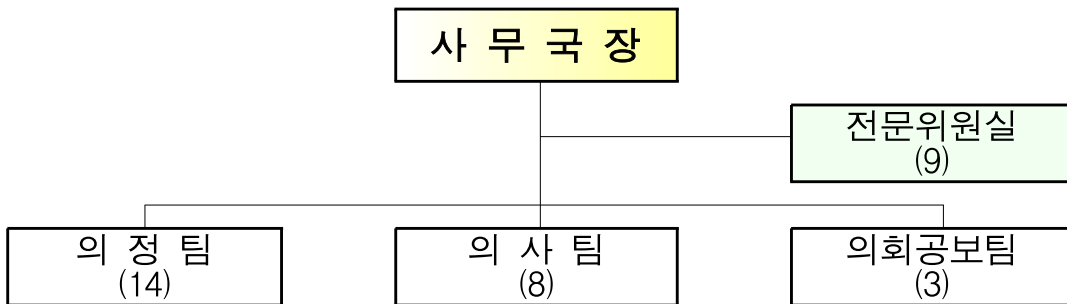 사 무 국 장
전문위원실
(9)
의 정 팀
(14)
의 사 팀
(8)
의회공보팀
(3)